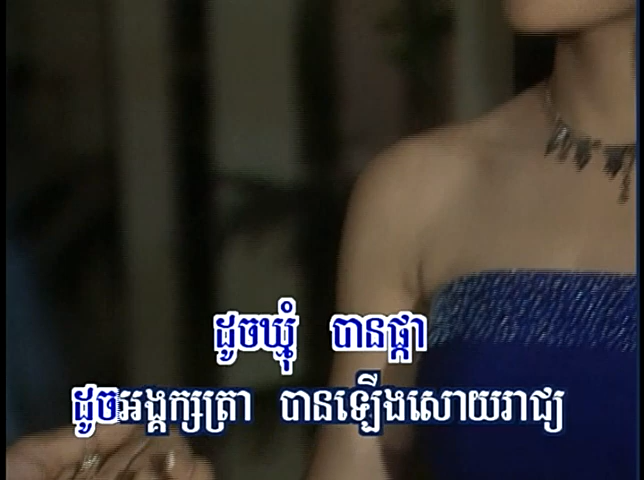 ដូចឃ្មុំ បានផ្កា
ដូចអង្គក្សត្រា បានឡើងសោយរាជ្យ